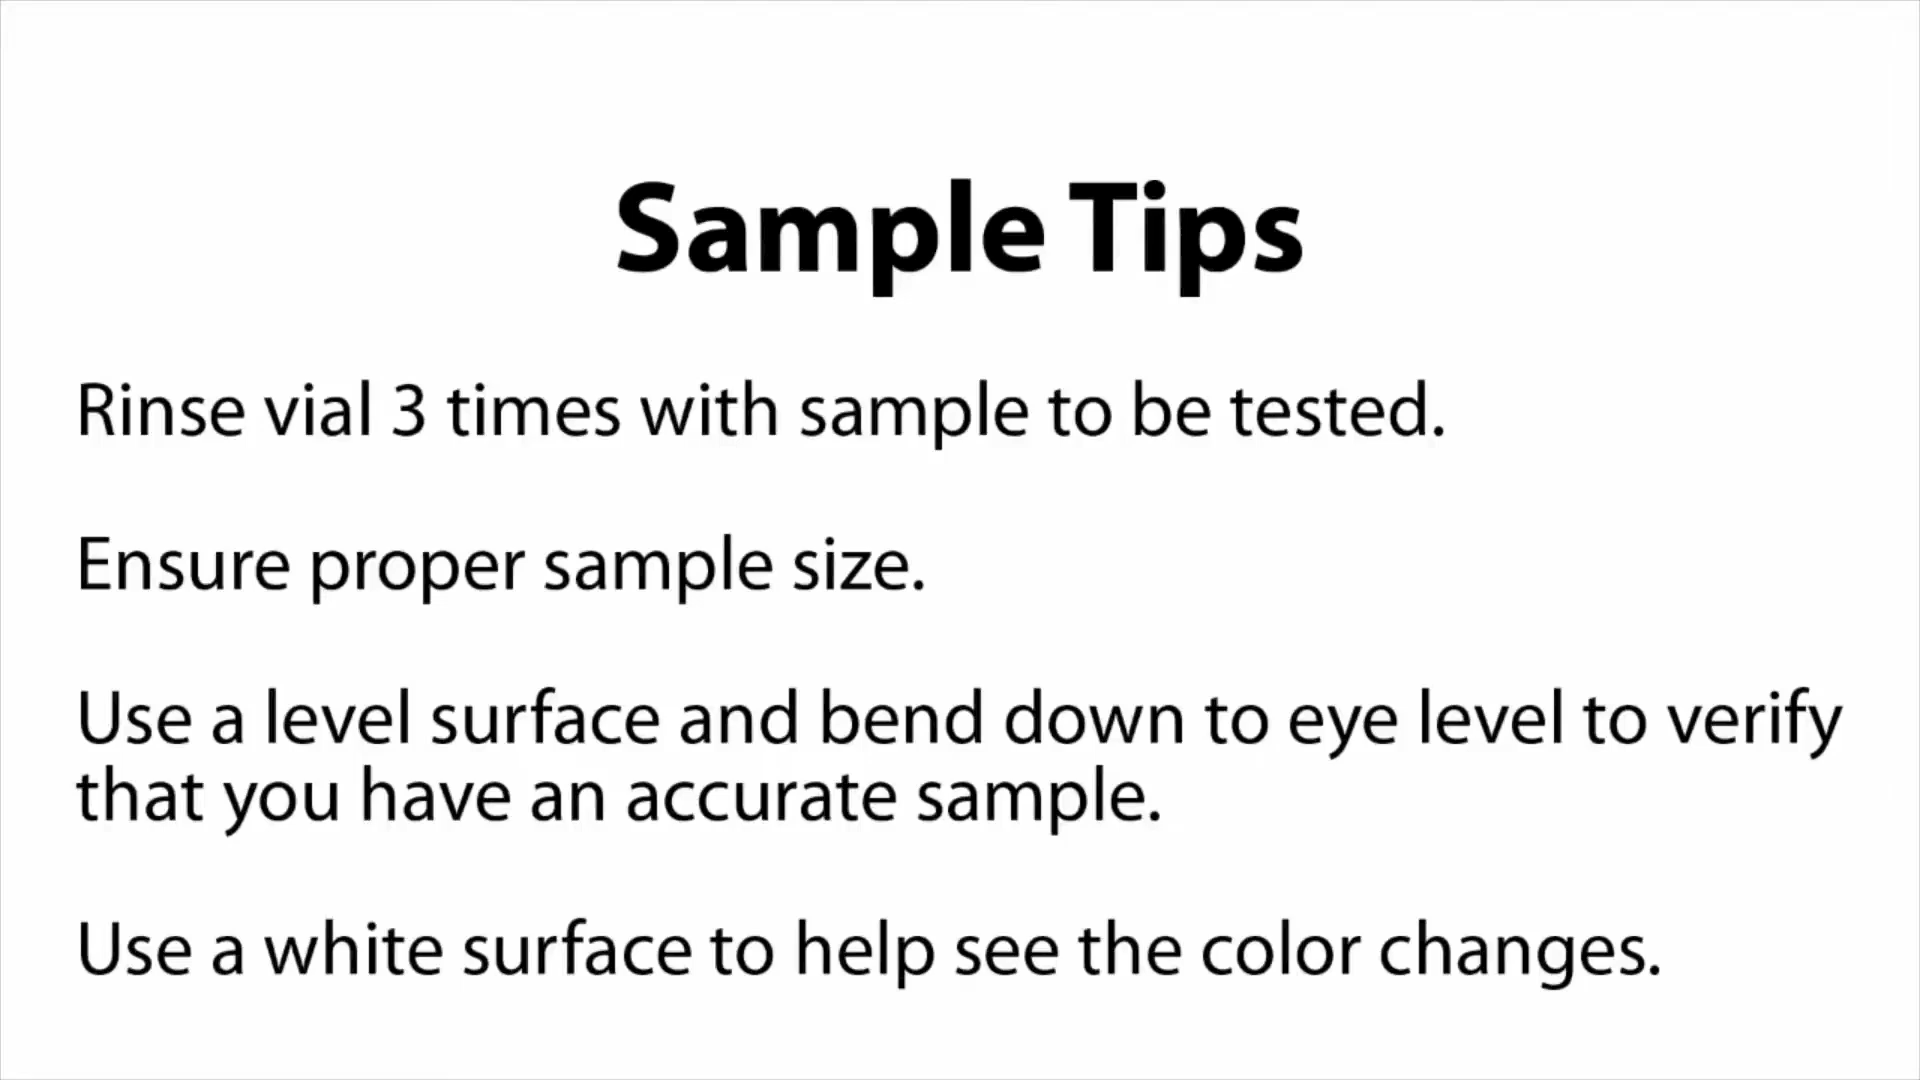 Sample Tips
Rinse vial 3 times with sample to be tested.
Ensure proper sample size.
Use a level surface and bend down to eye level to verify
that you have an accurate sample.
Use a white surface to help see the color changes.